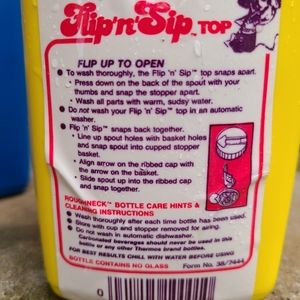 Flip'n'Sip™ TOP
FLIP UP TO OPEN
● To wash thoroughly, the Flip 'n' Sip™ top snaps apart.
• Press down on the back of the spout with your
thumbs and snap the stopper apart.
• Wash all parts with warm, sudsy water.
● Do not wash your Flip 'n' Sip™ top in an automatic
washer.
● Flip 'n' Sip™ snaps back together.
• Line up spout holes with basket holes
and snap spout into cupped stopper
basket.
• Align arrow on the ribbed cap with
the arrow on the basket.
• Slide spout up into the ribbed cap
and snap together.
ROUGHNECK™ BOTTLE CARE HINTS &
CLEANING INSTRUCTIONS
● Wash thoroughly after each time bottle has been used.
● Store with cup and stopper removed for airing.
● Do not wash in automatic dishwasher.
Carbonated beverages should never be used in this
bottle or any other Thermos brand bottles.
FOR BEST RESULTS CHILL WITH WATER BEFORE USING
BOTTLE CONTAINS NO GLASS Form No. 38/7444
0